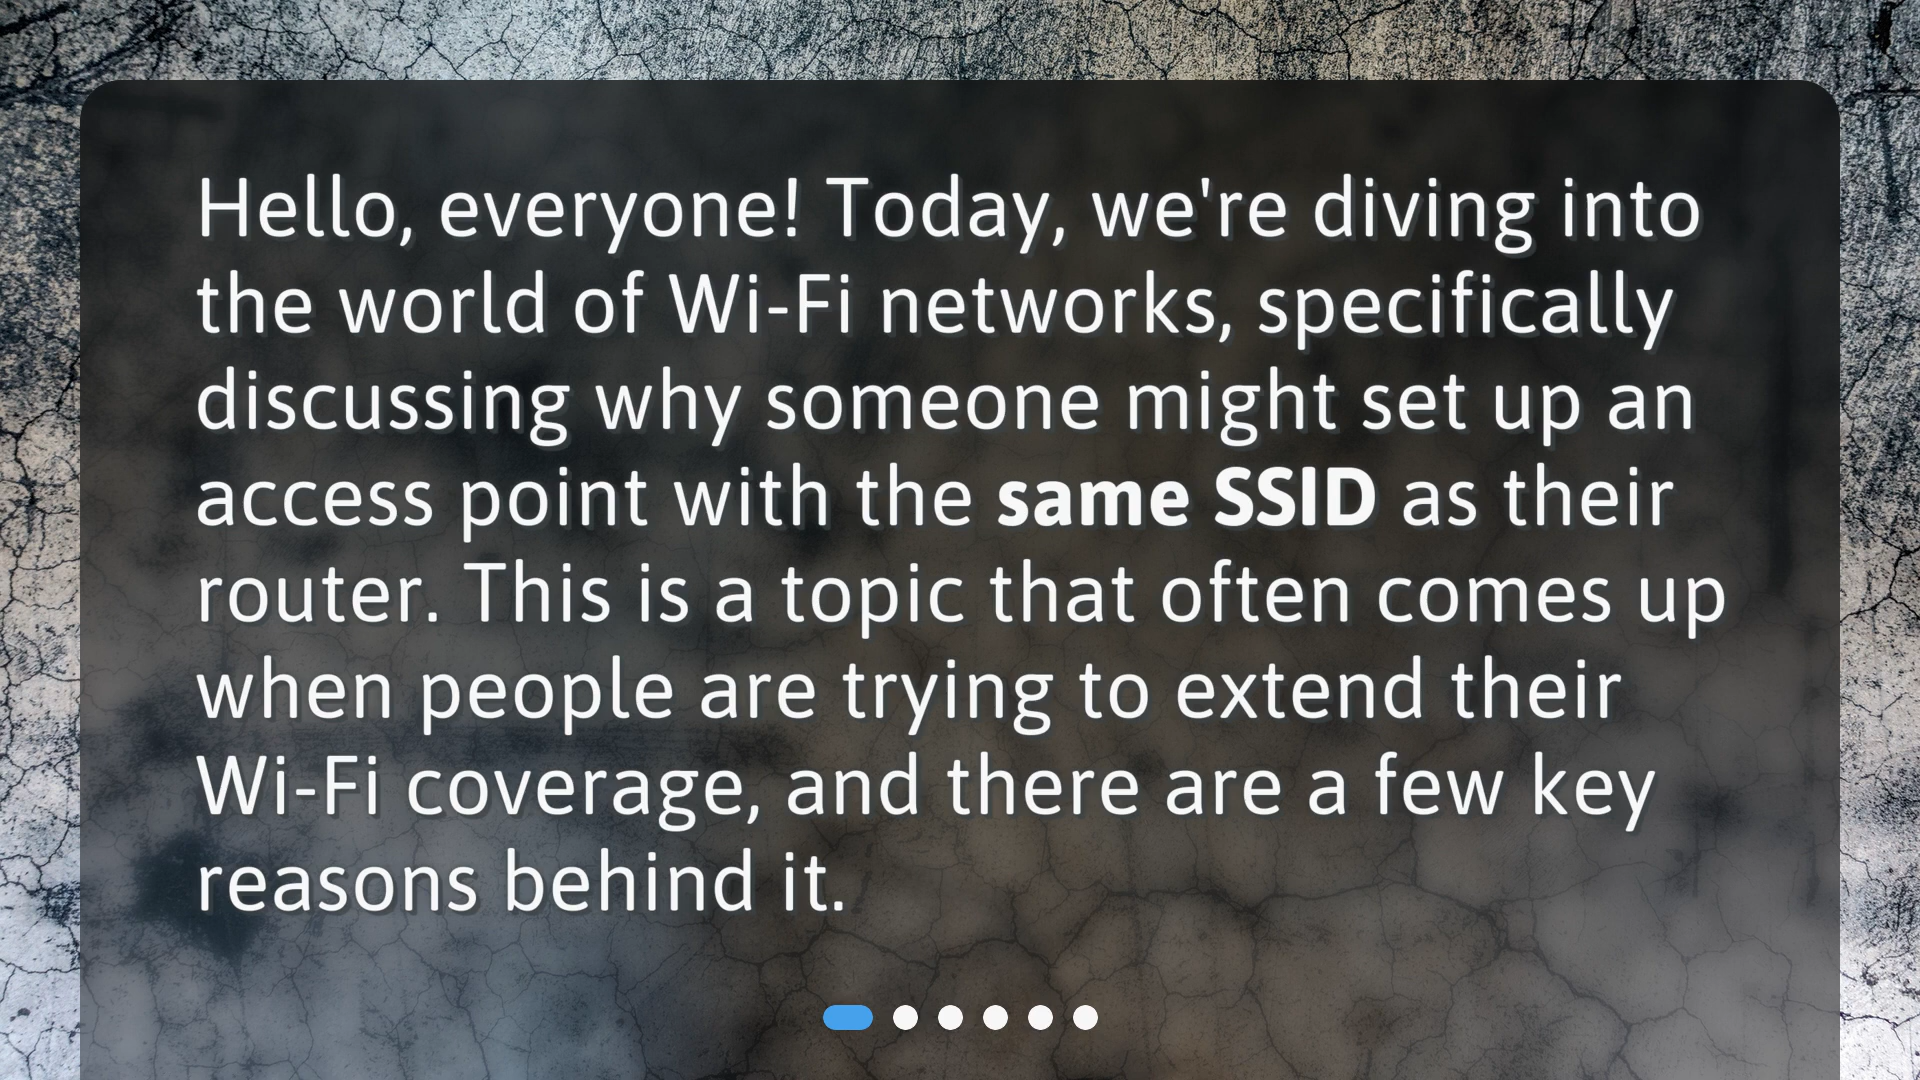 Hello, everyone! Today, we're diving into
the world of Wi-Fi networks, specifically
discussing why someone might set up an
access point with the same SSID as their
router. This is a topic that often comes up
when people are trying to extend their
Wi-Fi coverage, and there are a few key
reasons behind it.